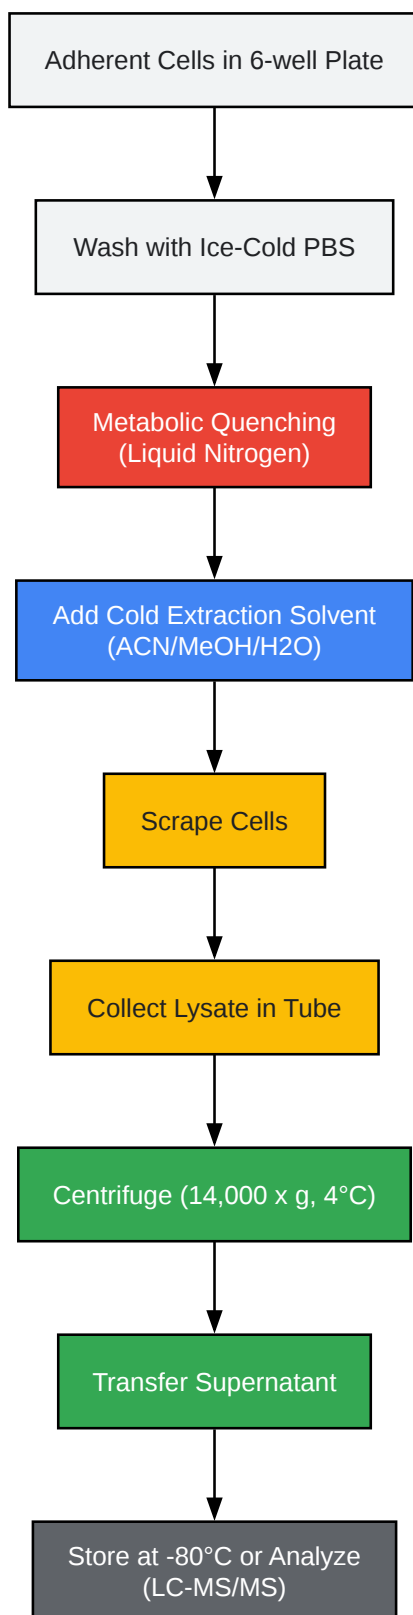 Adherent Cells in 6-well Plate
Wash with Ice-Cold PBS
Metabolic Quenching
(Liquid Nitrogen)
Add Cold Extraction Solvent
(ACN/MeOH/H2O)
Scrape Cells
Collect Lysate in Tube
Centrifuge (14,000 x g, 4°C)
Transfer Supernatant
Store at -80°C or Analyze
(LC-MS/MS)